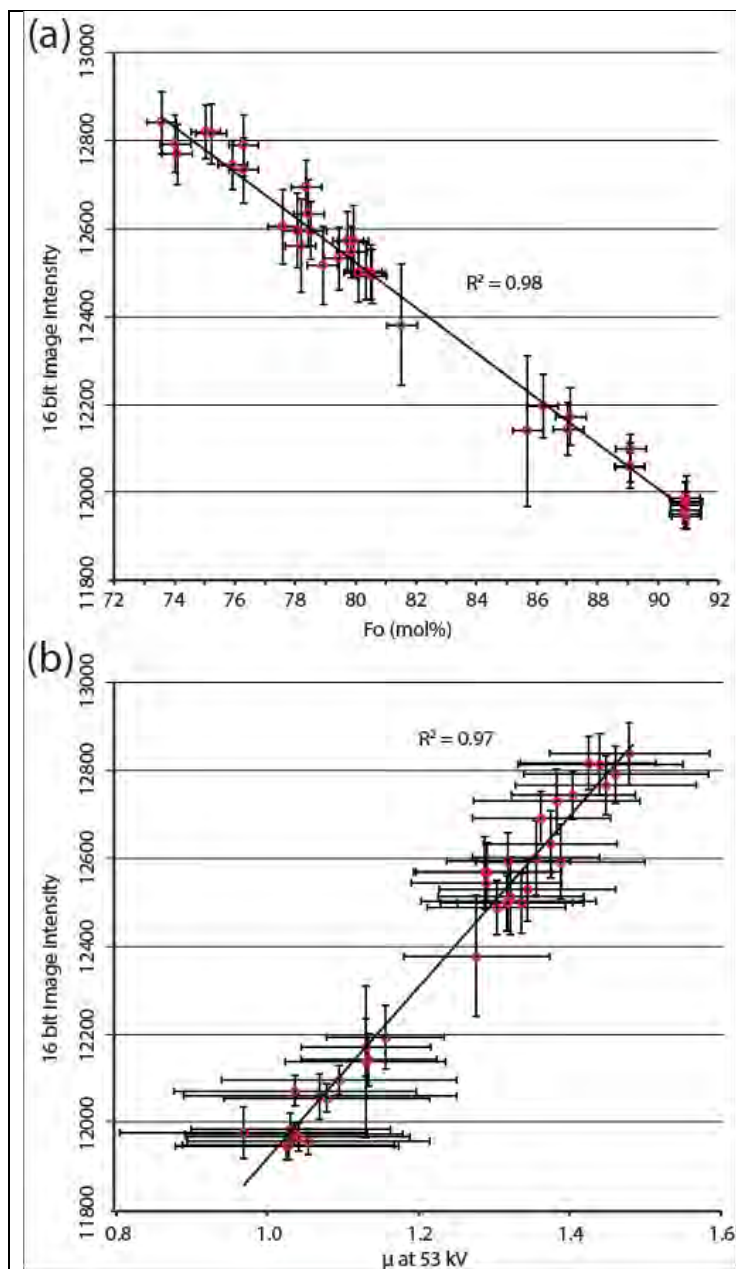 (a)
13000
12800
12600
12400
12200
12000
11800
16 bit Image Intensity
R² = 0.98
72 74 76 78 80 82 84 86 88 90 92
Fo (mol%)
(b)
13000
12800
12600
12400
12200
12000
11800
16 bit Image Intensity
R² = 0.97
0.8 1.0 1.2 1.4 1.6
μ at 53 kV